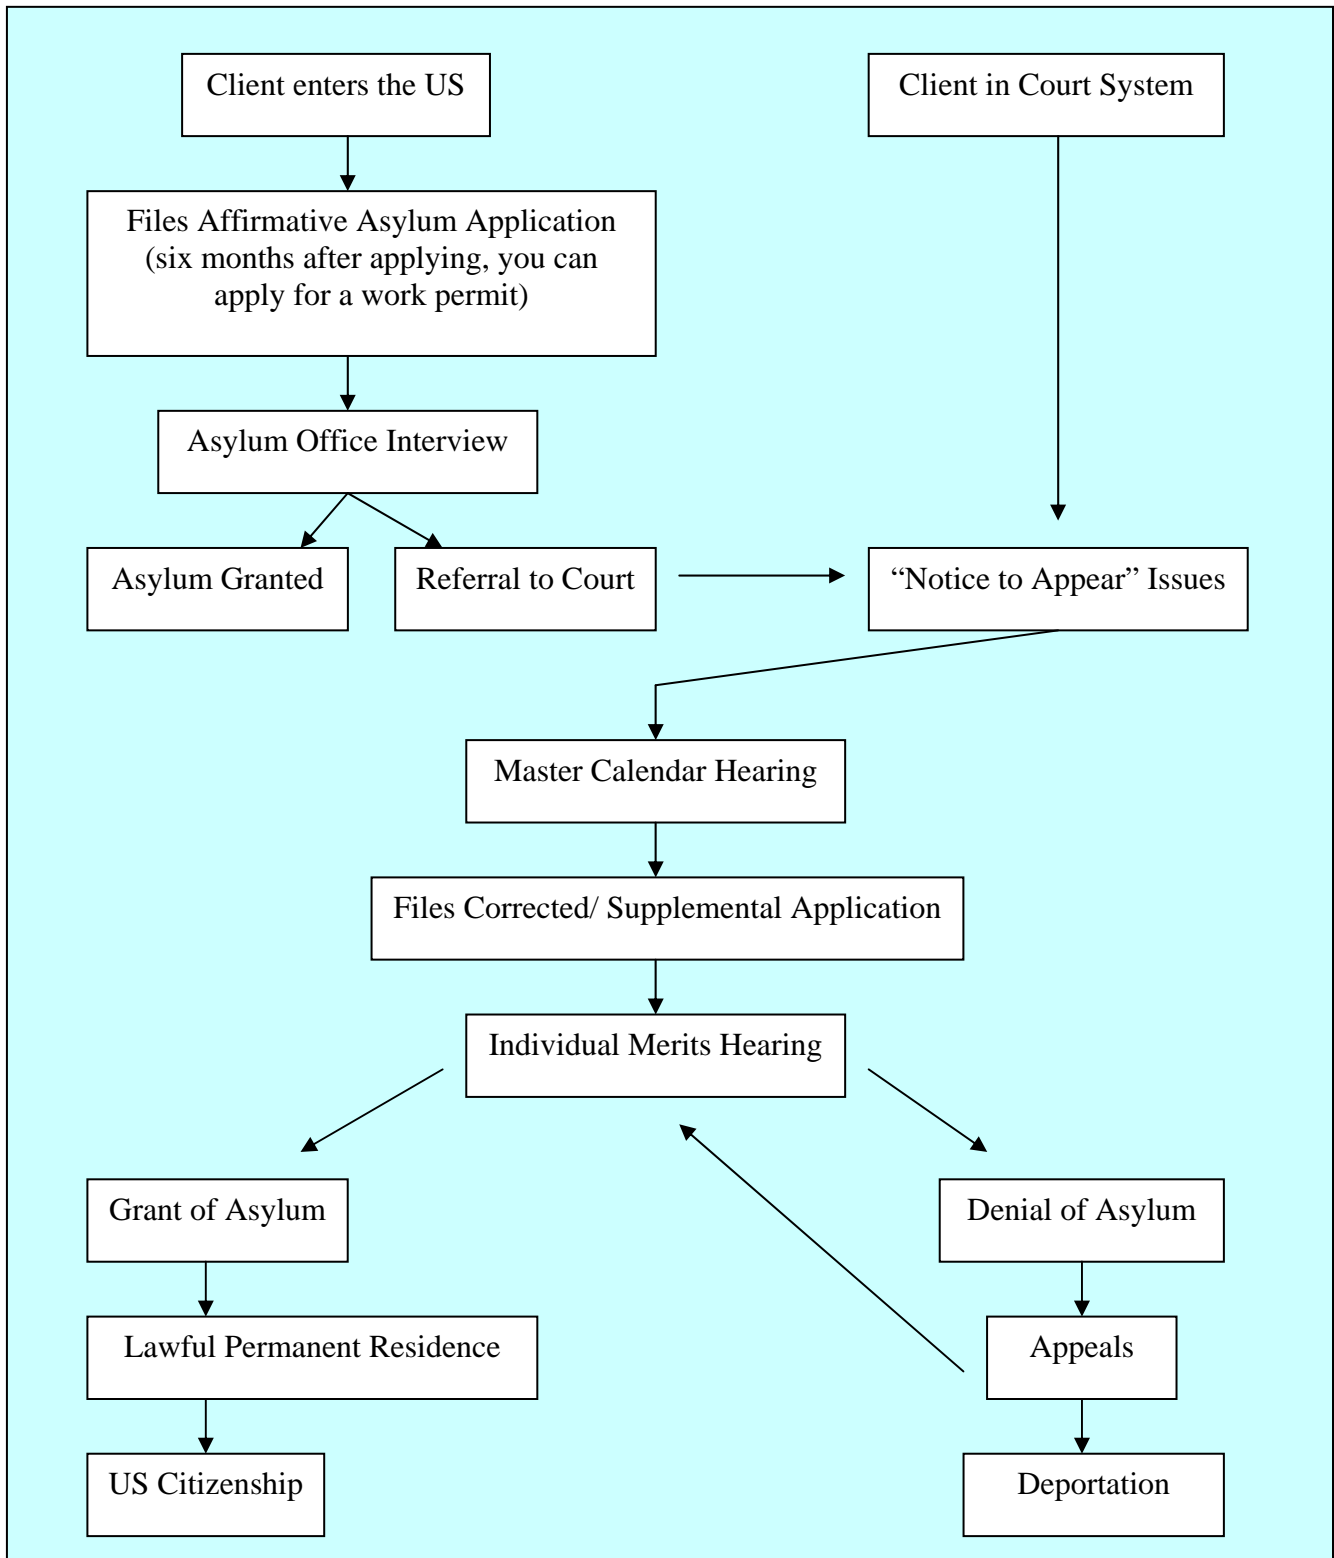 Client enters the US
Client in Court System
Files Affirmative Asylum Application
(six months after applying, you can
apply for a work permit)
Asylum Office Interview
Asylum Granted
Referral to Court
“Notice to Appear” Issues
Master Calendar Hearing
Files Corrected/ Supplemental Application
Individual Merits Hearing
Grant of Asylum
Denial of Asylum
Lawful Permanent Residence
Appeals
US Citizenship
Deportation